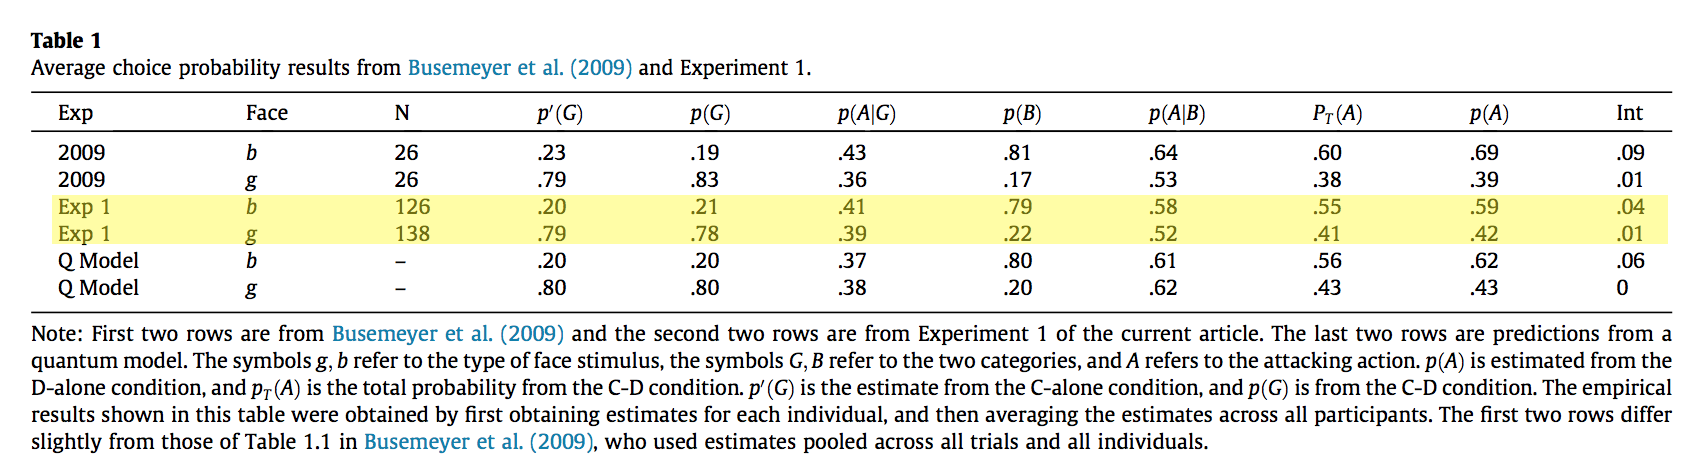 Table 1
Average choice probability results from Busemeyer et al. (2009) and Experiment 1.
Exp Face N p′(G) p(G) p(A|G) p(B) p(A|B) P_T(A) p(A) Int
2009 b 26 .23 .19 .43 .81 .64 .60 .69 .09
2009 g 26 .79 .83 .36 .17 .53 .38 .39 .01
Exp 1 b 126 .20 .21 .41 .79 .58 .55 .59 .04
Exp 1 g 138 .79 .78 .39 .22 .52 .41 .42 .01
Q Model b – .20 .20 .37 .80 .61 .56 .62 .06
Q Model g – .80 .80 .38 .20 .62 .43 .43 0
Note: First two rows are from Busemeyer et al. (2009) and the second two rows are from Experiment 1 of the current article. The last two rows are predictions from a
quantum model. The symbols g, b refer to the type of face stimulus, the symbols G, B refer to the two categories, and A refers to the attacking action. p(A) is estimated from the
D-alone condition, and p_T(A) is the total probability from the C-D condition. p′(G) is the estimate from the C-alone condition, and p(G) is from the C-D condition. The empirical
results shown in this table were obtained by first obtaining estimates for each individual, and then averaging the estimates across all participants. The first two rows differ
slightly from those of Table 1.1 in Busemeyer et al. (2009), who used estimates pooled across all trials and all individuals.